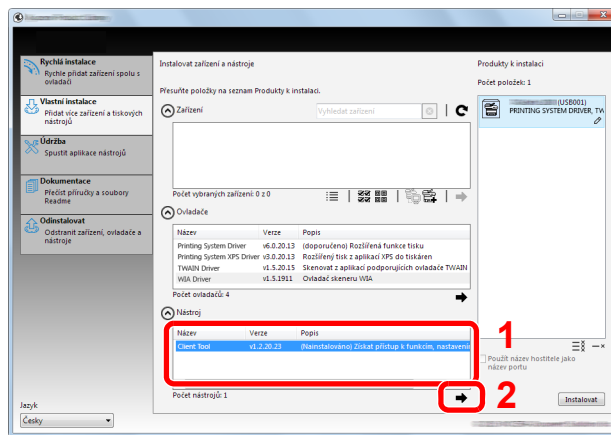 Rychlá instalace
Rychle přidat zařízení spolu s
ovladači
Vlastní instalace
Přidat více zařízení a tiskových
nástrojů
Údržba
Spustit aplikace nástrojů
Dokumentace
Přečíst příručky a soubory
Readme
Odinstalovat
Odstranit zařízení, ovladače a
nástroje
Jazyk
Česky
Instalovat zařízení a nástroje
Přesuňte položky na seznam Produkty k instalaci.
Zařízení
Vyhledat zařízení
Počet vybraných zařízení: 0 z 0
Ovladače
Název Verze Popis
Printing System Driver v6.0.20.13 (doporučeno) Rozšířená funkce tisku
Printing System XPS Driver v3.0.20.13 Rozšířený tisk z aplikací XPS do tiskáren
TWAIN Driver v1.5.20.15 Skenovat z aplikací podporujících ovladače TWAIN
WIA Driver v1.5.1911 Ovladač skeneru WIA
Počet ovladačů: 4
Nástroj
Název Verze Popis
Client Tool v1.2.20.23 (Nainstalováno) Získat přístup k funkcím, nastavením
Počet nástrojů: 1
1
2
Produkty k instalaci
Počet položek: 1
(USB001)
PRINTING SYSTEM DRIVER, TW
Použít název hostitele jako
název portu
Instalovat